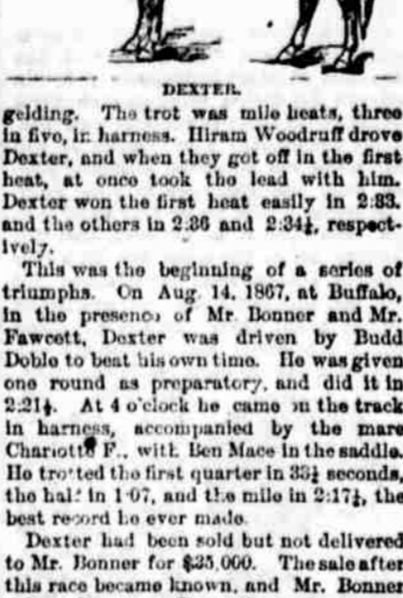 DEXTER.
gelding. The trot was mile heats, three
in five, in harness. Hiram Woodruff drove
Dexter, and when they got off in the first
heat, at once took the lead with him.
Dexter won the first heat easily in 2:33.
and the others in 2:36 and 2:34¼, respect-
ively.
This was the beginning of a series of
triumphs. On Aug. 14, 1867, at Buffalo,
in the presence of Mr. Bonner and Mr.
Fawcett, Dexter was driven by Budd
Doble to beat his own time. He was given
one round as preparatory, and did it in
2:21¼. At 4 o'clock he came on the track
in harness, accompanied by the mare
Charlotte F., with Ben Mace in the saddle.
He trotted the first quarter in 33¼ seconds,
the half in 1:07, and the mile in 2:17¼, the
best record he ever made.
Dexter had been sold but not delivered
to Mr. Bonner for $35,000. The sale after
this race became known, and Mr. Bonner